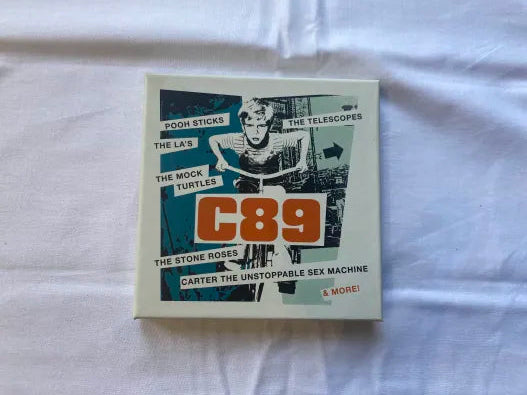 POOH STICKS
THE TELESCOPES
THE LA'S
THE MOCK
TURTLES
C89
THE STONE ROSES
CARTER THE UNSTOPPABLE SEX MACHINE
& MORE!